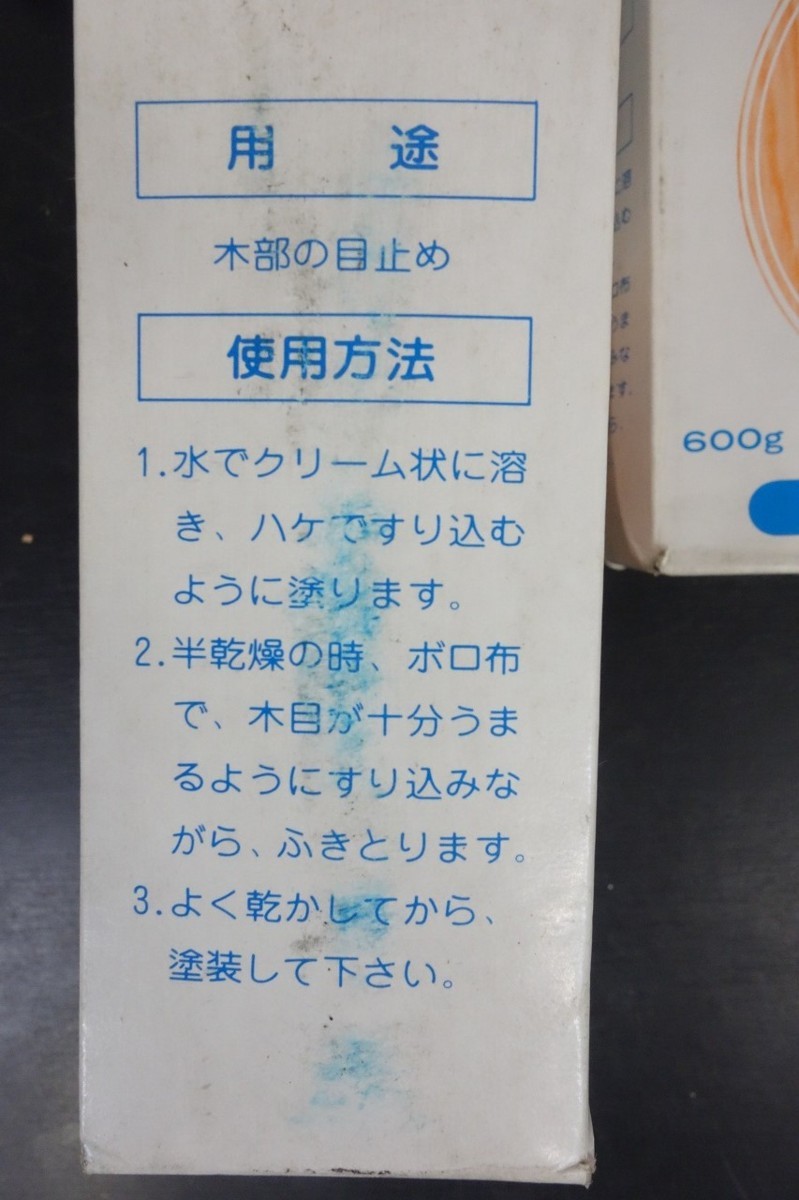 用途
木部の目止め
使用方法
1.水でクリーム状に溶
き、ハケですり込む
ように塗ります。
2.半乾燥の時、ボロ布
で、木目が十分うま
るようにすり込みな
がら、ふきとります。
3.よく乾かしてから、
塗装して下さい。
600g